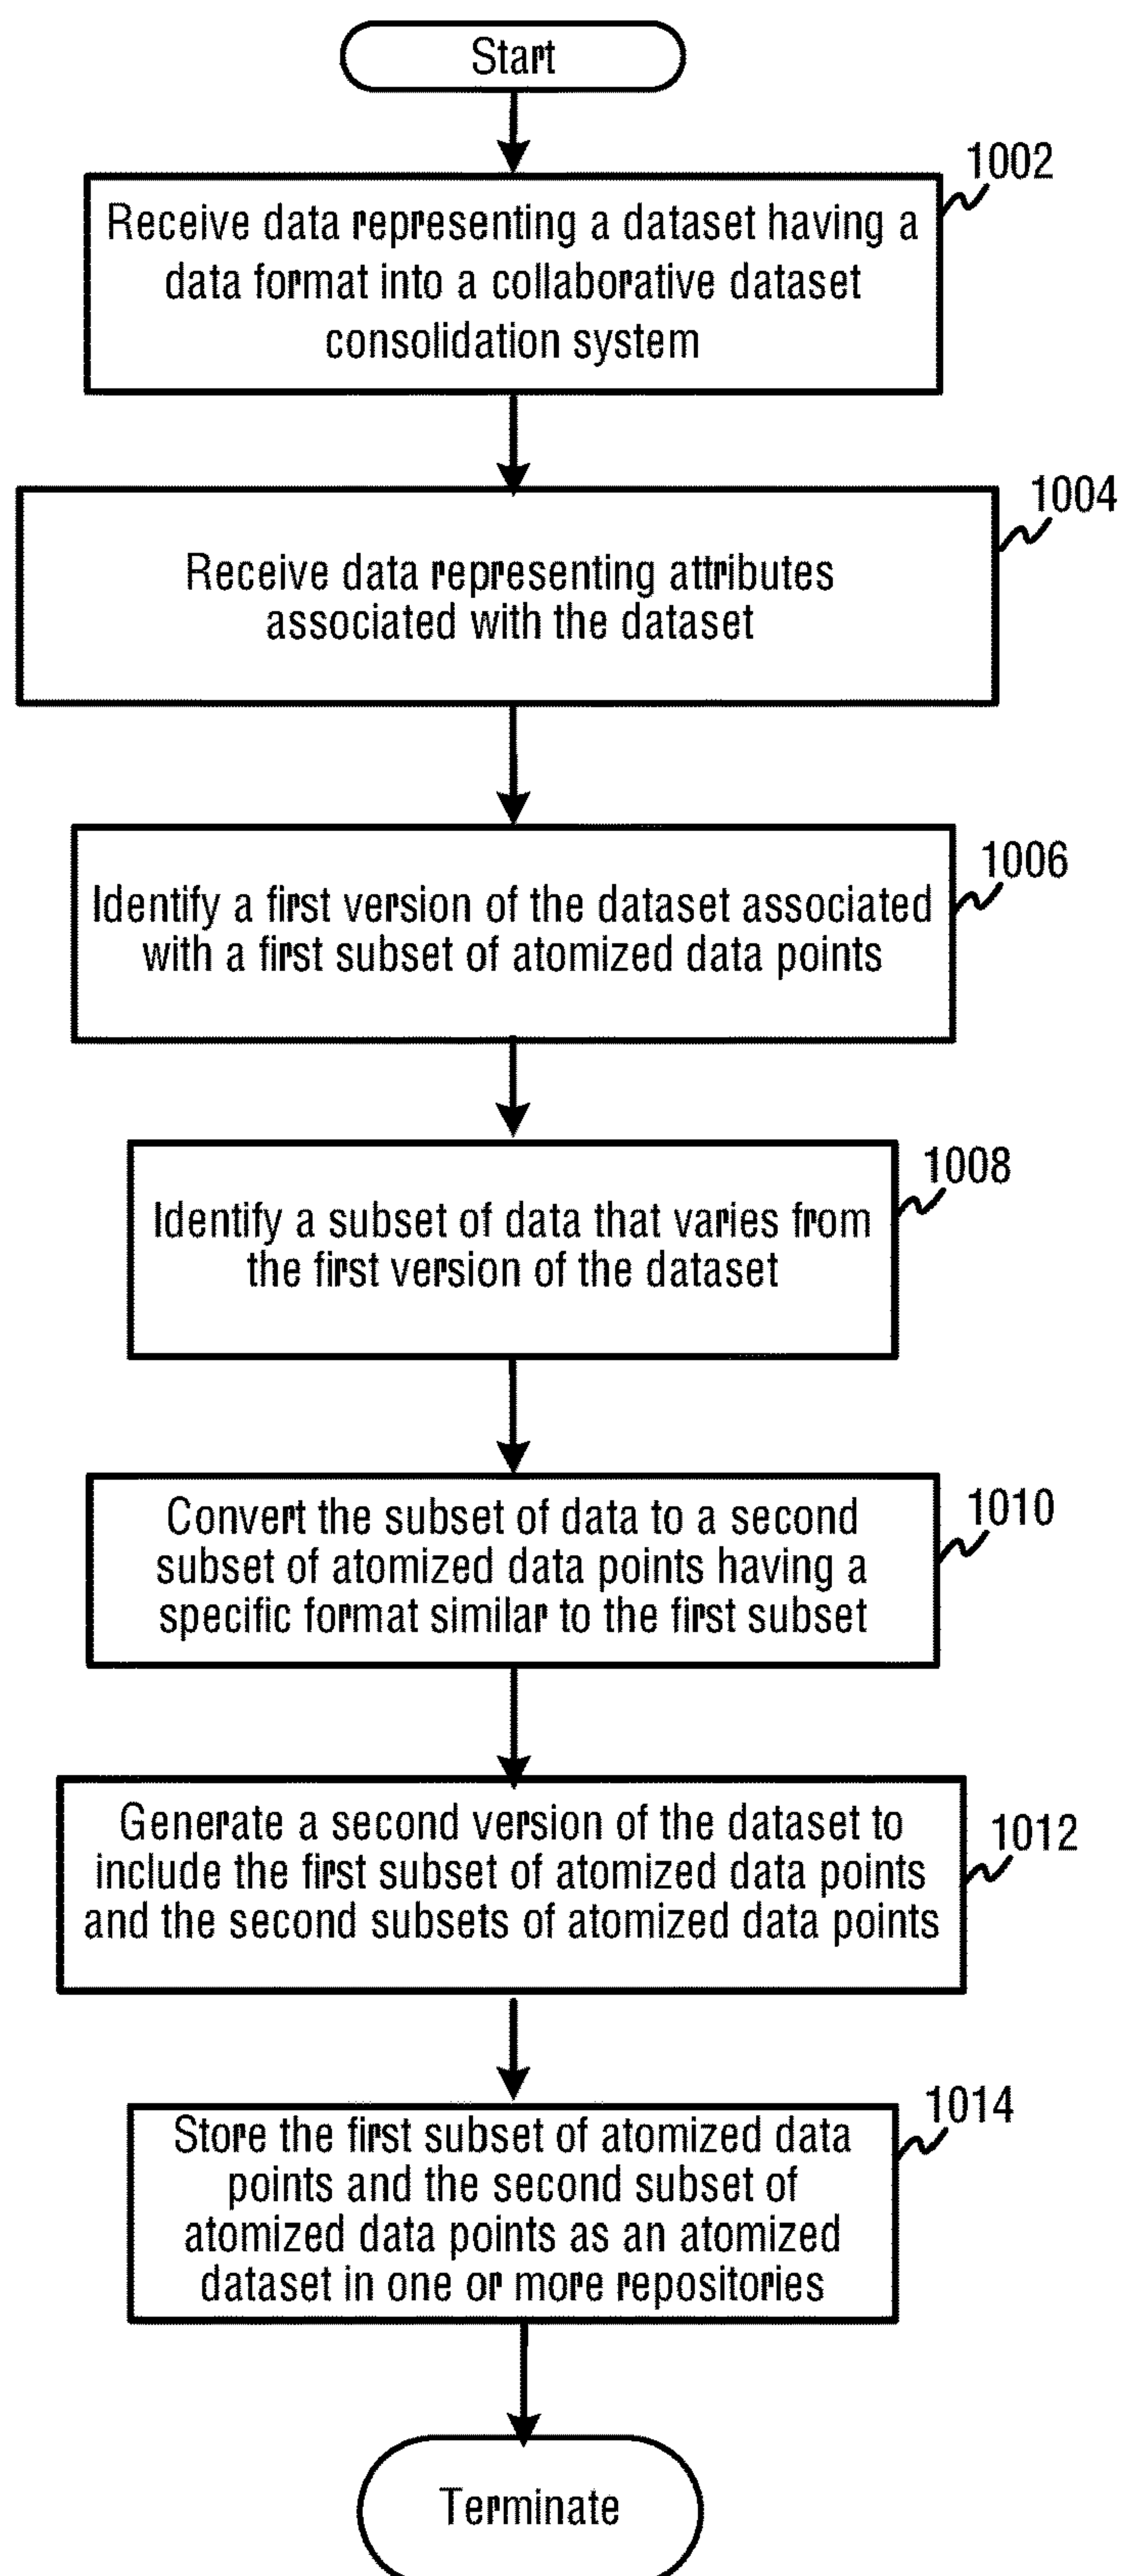 Start
1002
Receive data representing a dataset having a
data format into a collaborative dataset
consolidation system
1004
Receive data representing attributes
associated with the dataset
1006
Identify a first version of the dataset associated
with a first subset of atomized data points
1008
Identify a subset of data that varies from
the first version of the dataset
1010
Convert the subset of data to a second
subset of atomized data points having a
specific format similar to the first subset
1012
Generate a second version of the dataset to
include the first subset of atomized data points
and the second subsets of atomized data points
1014
Store the first subset of atomized data
points and the second subset of
atomized data points as an atomized
dataset in one or more repositories
Terminate